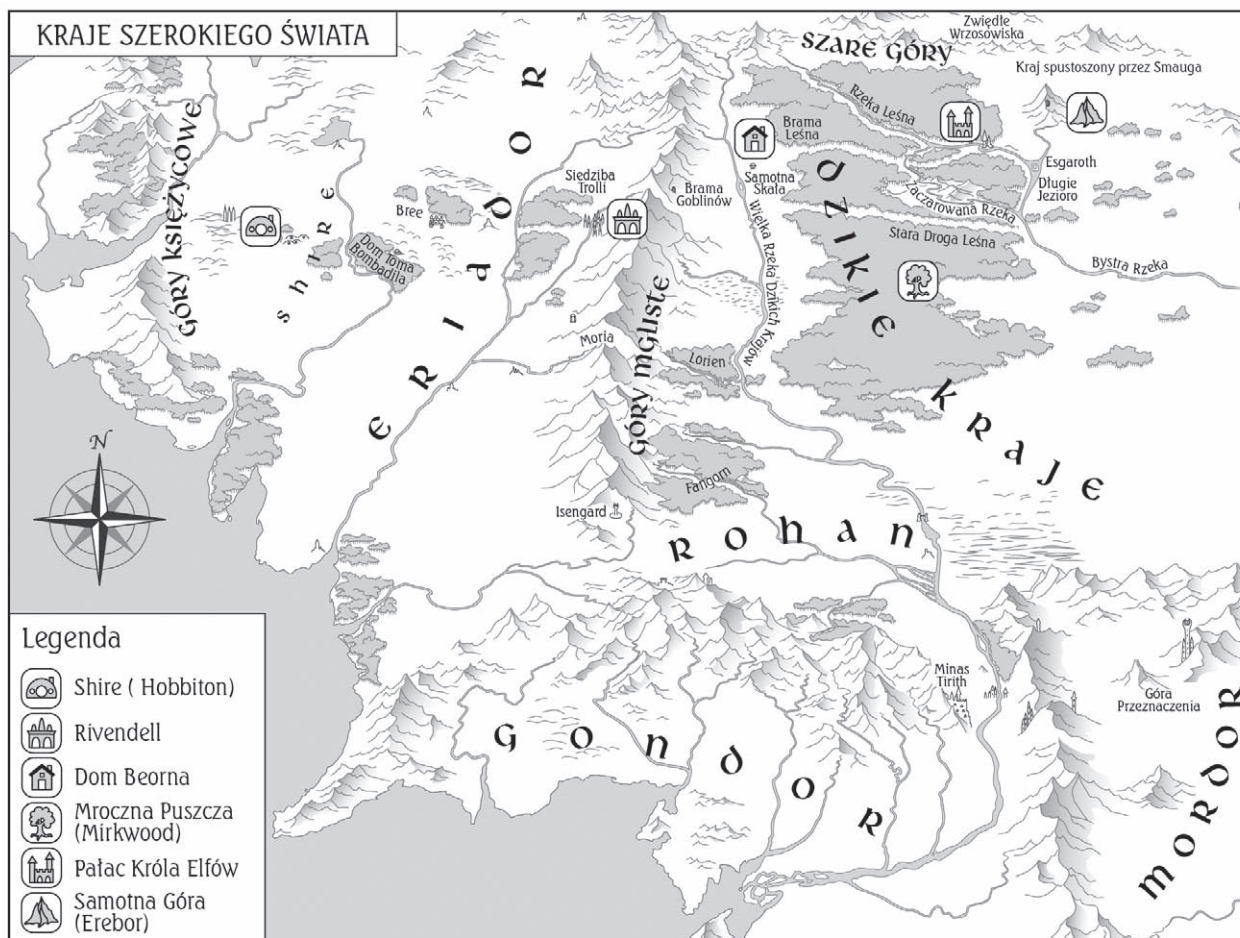 KRAJE SZEROKIEGO ŚWIATA
Zwiędłe
Wrzosowiska
SZARE GÓRY
Kraj spustoszony przez Smauga
Rzeka Leśna
Brama
Leśna
Esgaroth
Długie
Jezioro
Samotna
Skała
Zaczarowana Rzeka
Stara Droga Leśna
Bystra Rzeka
Wielka Rzeka Dzikich Krajów
Brama
Goblinów
Siedziba
Trolli
Bree
Dom Toma
Bombadila
GÓRY KSIĘŻYCOWE
shire
eriador
GÓRY MGLISTE
dzikie
kraje
Moria
Lorien
Fangorn
Isengard
rohan
N
Minas
Tirith
Góra
Przeznaczenia
gondor
mordor
Legenda
Shire ( Hobbiton)
Rivendell
Dom Beorna
Mroczna Puszcza
(Mirkwood)
Pałac Króla Elfów
Samotna Góra
(Erebor)